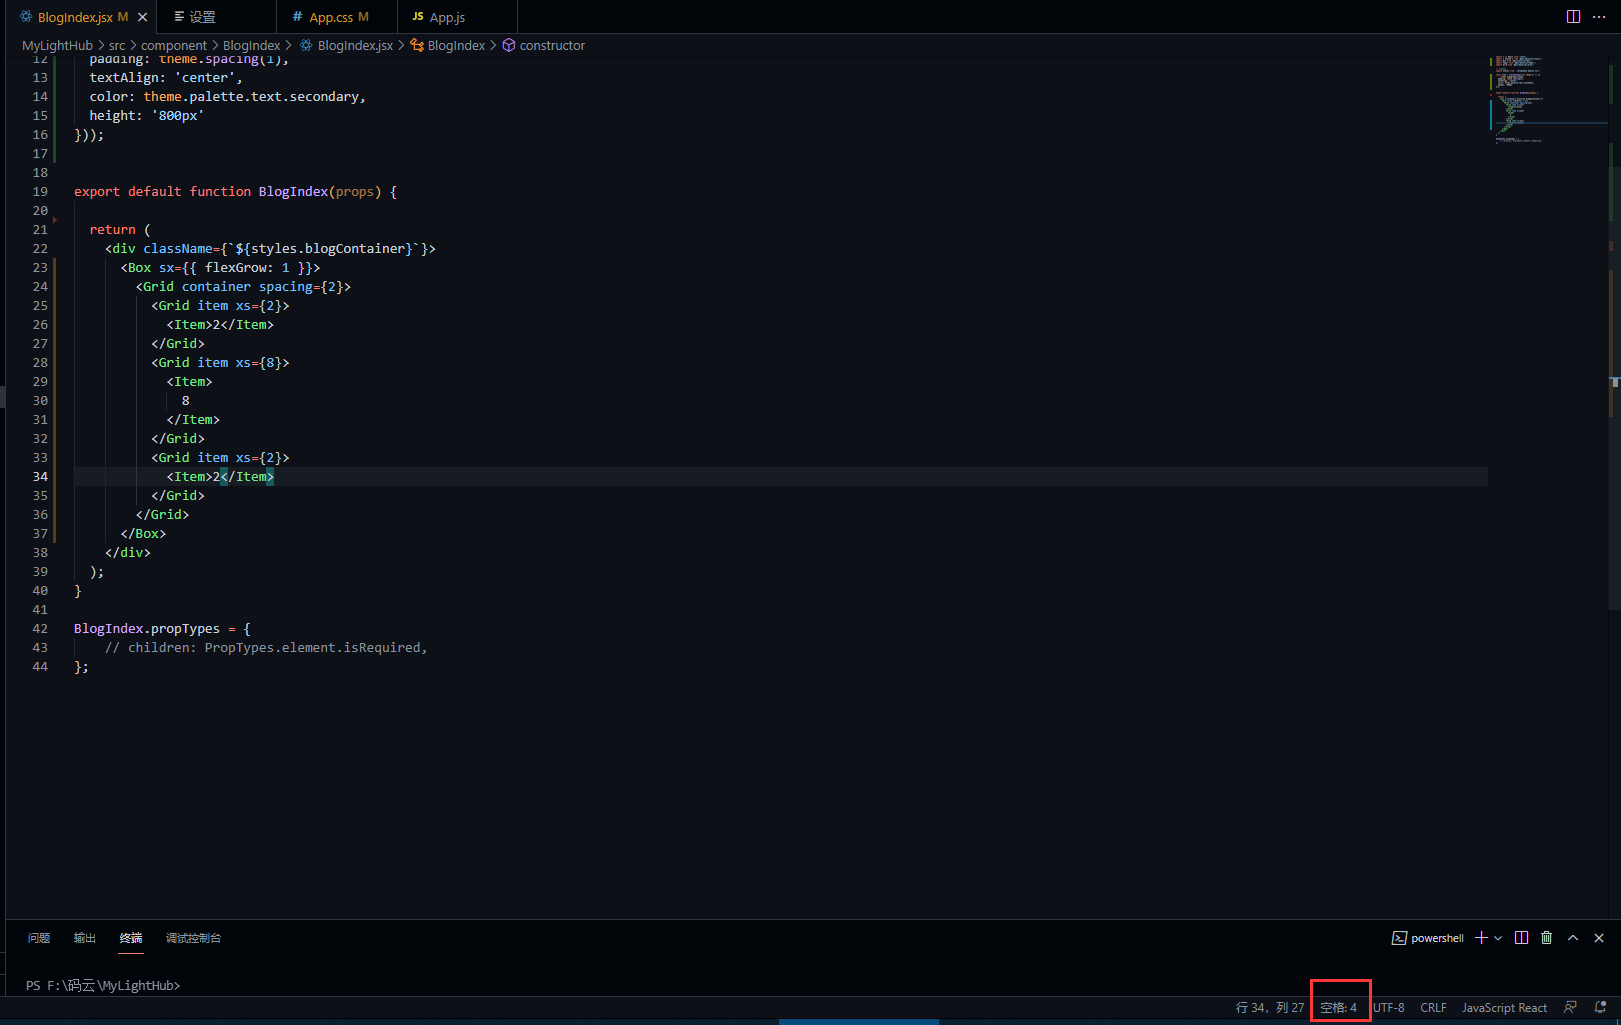 BlogIndex.jsx M
设置
# App.css M
JS App.js
MyLightHub > src > component > BlogIndex > BlogIndex.jsx > BlogIndex > constructor
12 padding: theme.spacing(1),
13 textAlign: 'center',
14 color: theme.palette.text.secondary,
15 height: '800px'
16 }));
17
18
19 export default function BlogIndex(props) {
20
21 return (
22 <div className={`${styles.blogContainer}`}>
23 <Box sx={{ flexGrow: 1 }}>
24 <Grid container spacing={2}>
25 <Grid item xs={2}>
26 <Item>2</Item>
27 </Grid>
28 <Grid item xs={8}>
29 <Item>
30 8
31 </Item>
32 </Grid>
33 <Grid item xs={2}>
34 <Item>2</Item>
35 </Grid>
36 </Grid>
37 </Box>
38 </div>
39 );
40 }
41
42 BlogIndex.propTypes = {
43 // children: PropTypes.element.isRequired,
44 };
问题 输出 终端 调试控制台
powershell
PS F:\码云\MyLightHub>
行 34，列 27 空格: 4 UTF-8 CRLF JavaScript React